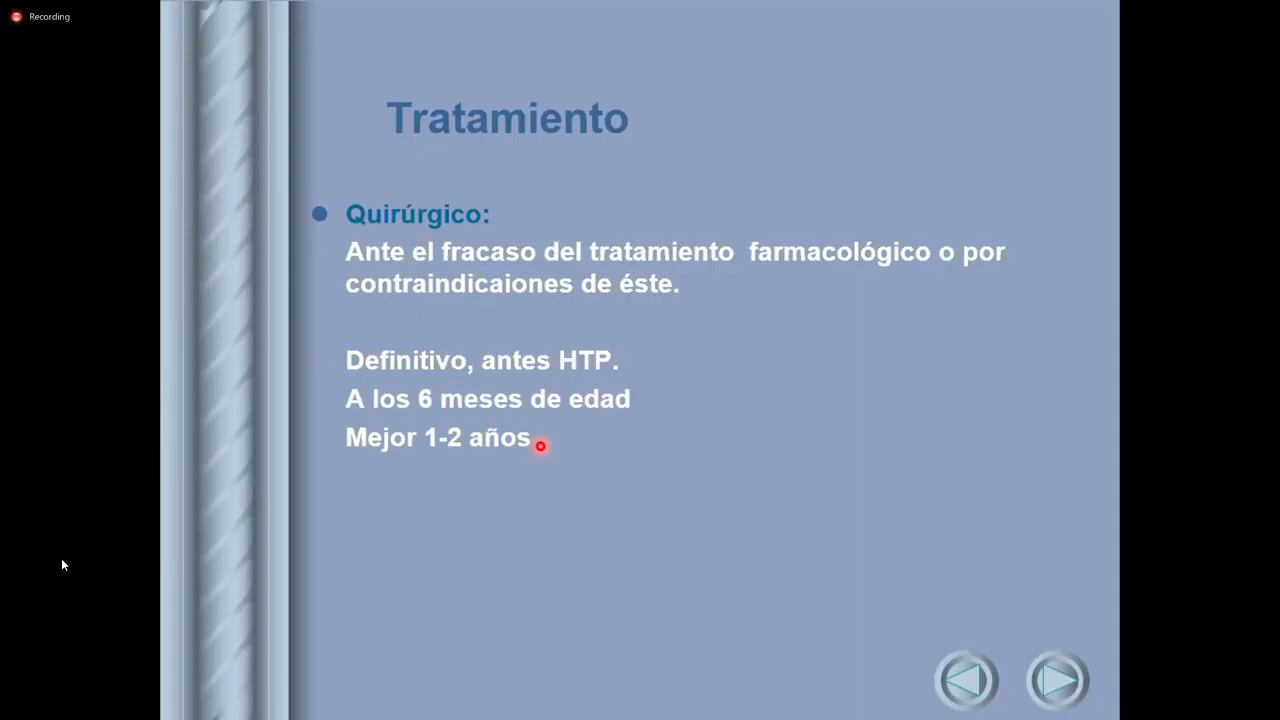 Recording
Tratamiento
Quirúrgico:
Ante el fracaso del tratamiento farmacológico o por
contraindicaiones de éste.
Definitivo, antes HTP.
A los 6 meses de edad
Mejor 1-2 años.